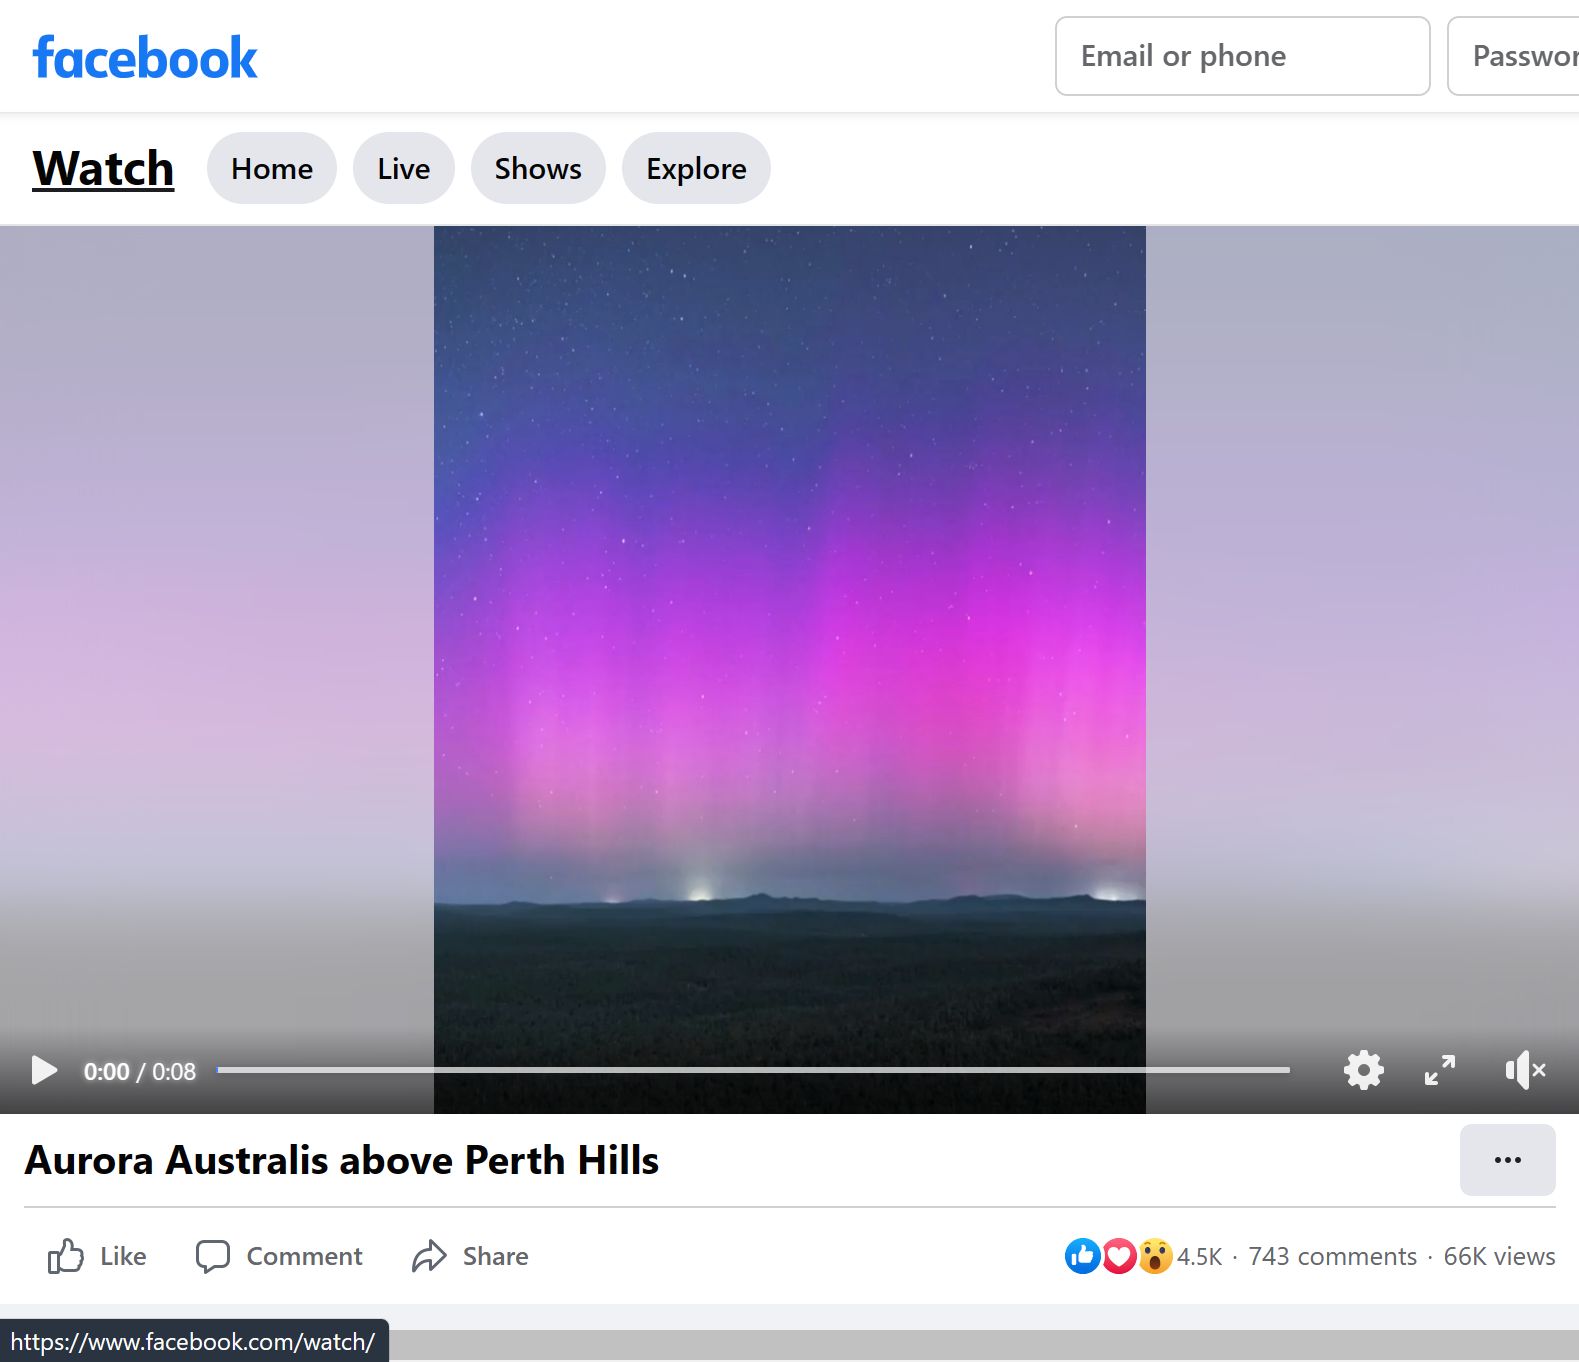 facebook
Email or phone
Passwor
Watch
Home
Live
Shows
Explore
0:00 / 0:08
Aurora Australis above Perth Hills
Like
Comment
Share
4.5K · 743 comments · 66K views
https://www.facebook.com/watch/